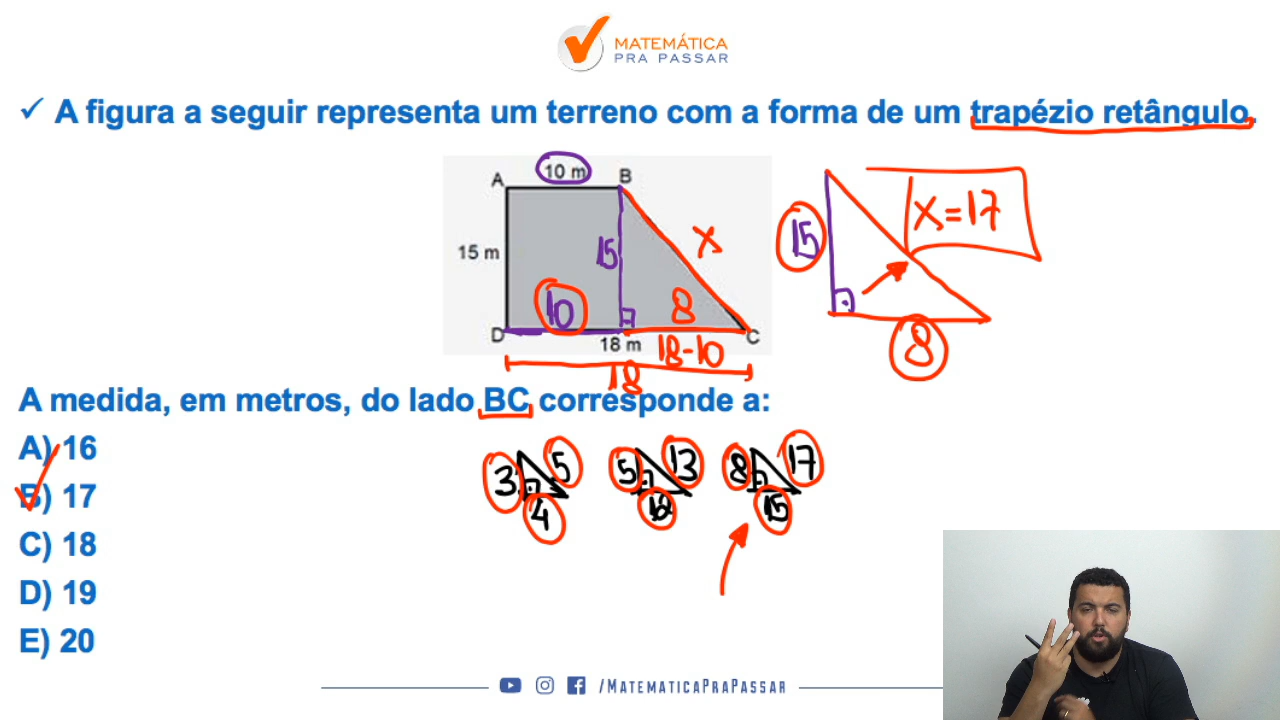 MATEMÁTICA
PRA PASSAR
✓ A figura a seguir representa um terreno com a forma de um trapézio retângulo.
10 m
A
B
15 m
15
x
10
8
D
18 m
C
18-10
18
15
x=17
8
A medida, em metros, do lado BC corresponde a:
A) 16
B) 17
C) 18
D) 19
E) 20
3
5
4
5
13
12
8
17
15
/MATEMATICAPRAPASSAR